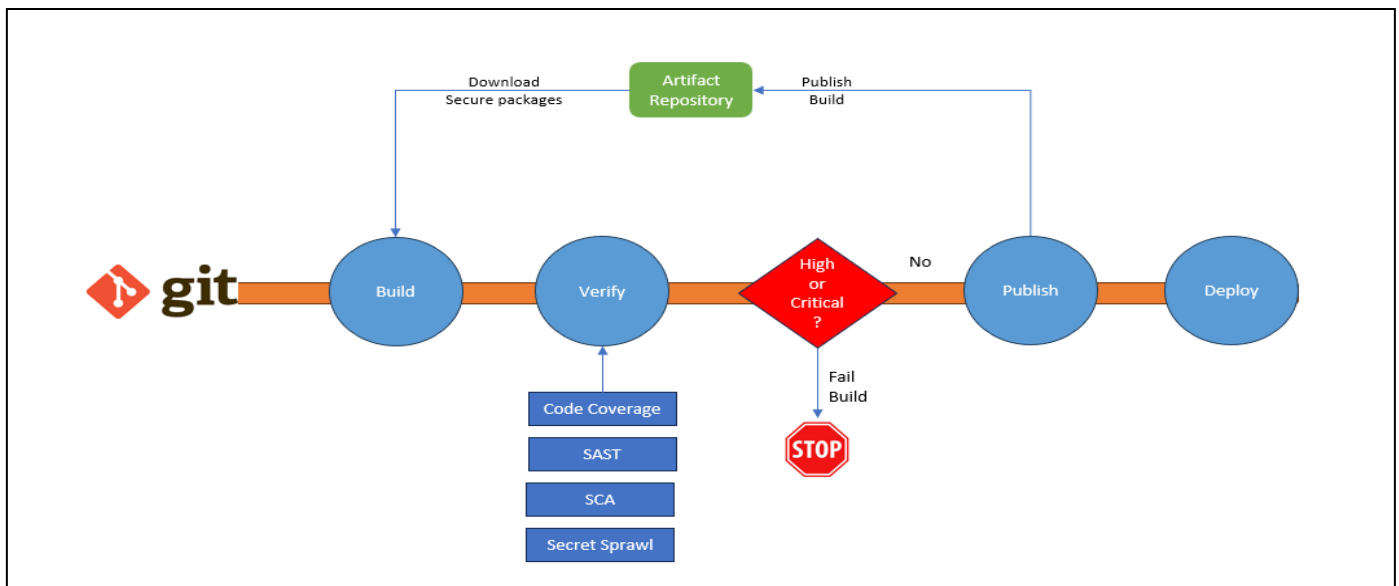 Download
Secure packages
Artifact
Repository
Publish
Build
git
Build
Verify
High
or
Critical
?
No
Publish
Deploy
Fail
Build
STOP
Code Coverage
SAST
SCA
Secret Sprawl